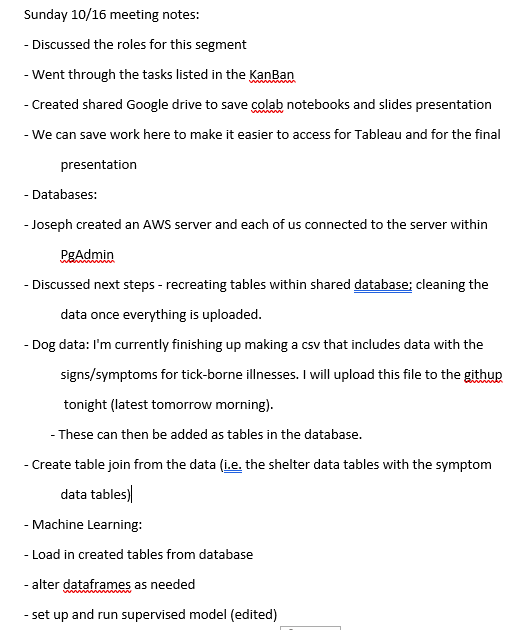 Sunday 10/16 meeting notes:
- Discussed the roles for this segment
- Went through the tasks listed in the KanBan
- Created shared Google drive to save colab notebooks and slides presentation
- We can save work here to make it easier to access for Tableau and for the final
presentation
- Databases:
- Joseph created an AWS server and each of us connected to the server within
PgAdmin
- Discussed next steps - recreating tables within shared database; cleaning the
data once everything is uploaded.
- Dog data: I'm currently finishing up making a csv that includes data with the
signs/symptoms for tick-borne illnesses. I will upload this file to the githup
tonight (latest tomorrow morning).
- These can then be added as tables in the database.
- Create table join from the data (i.e. the shelter data tables with the symptom
data tables)
- Machine Learning:
- Load in created tables from database
- alter dataframes as needed
- set up and run supervised model (edited)